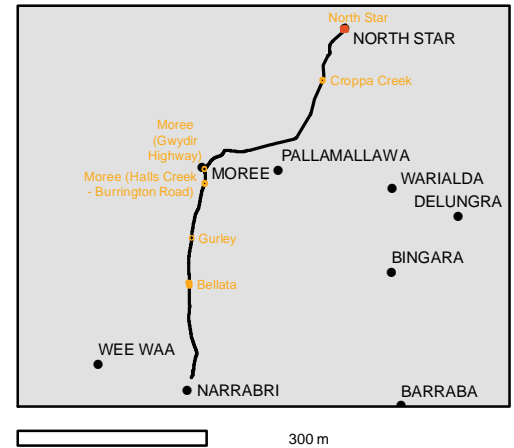 North Star
NORTH STAR
Croppa Creek
Moree
(Gwydir
Highway)
PALLAMALLAWA
MOREE
Moree (Halls Creek
- Burrington Road)
WARIALDA
DELUNGRA
Gurley
BINGARA
Bellata
WEE WAA
NARRABRI
BARRABA
300 m